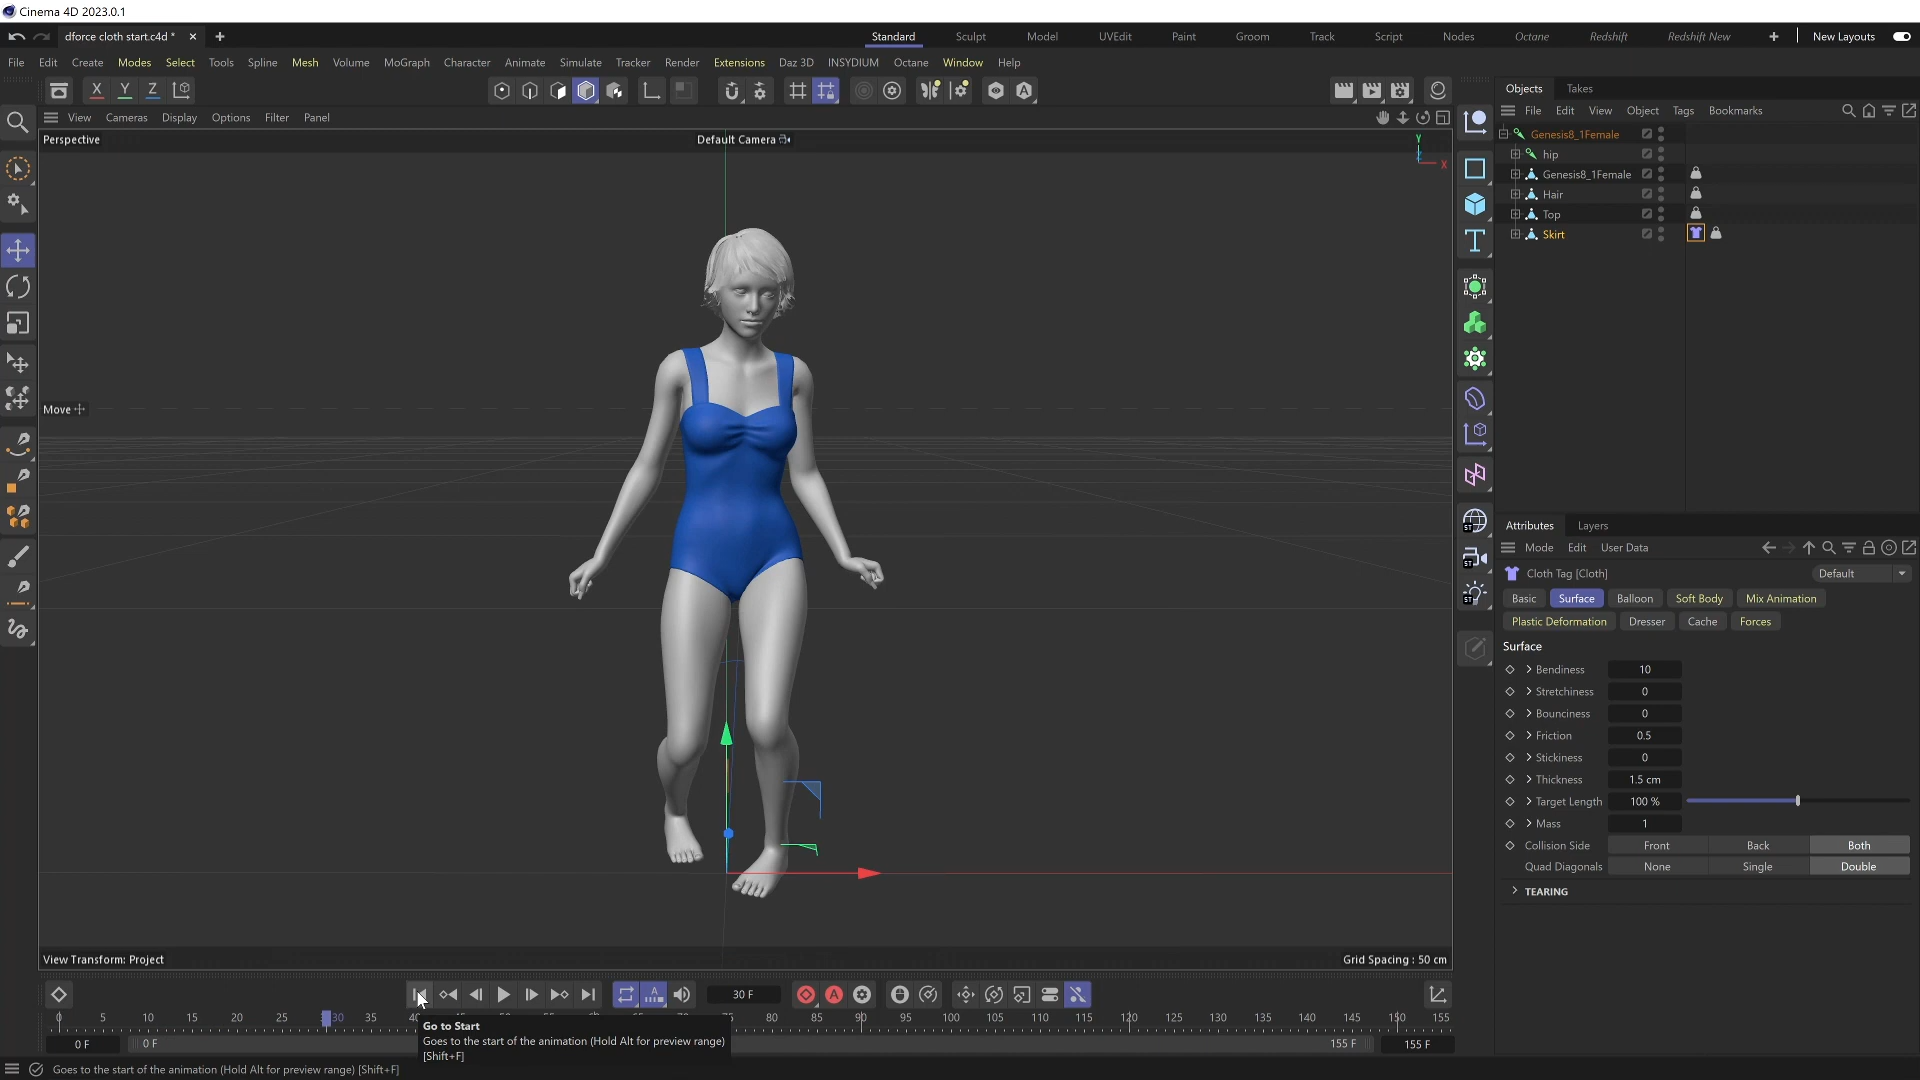 Cinema 4D 2023.0.1
dforce cloth start.c4d *
Standard Sculpt Model UVEdit Paint Groom Track Script Nodes Octane Redshift Redshift New New Layouts
File Edit Create Modes Select Tools Spline Mesh Volume MoGraph Character Animate Simulate Tracker Render Extensions Daz 3D INSYDIUM Octane Window Help
X Y Z
Objects Takes
File Edit View Object Tags Bookmarks
View Cameras Display Options Filter Panel
Perspective
Default Camera
Y
Z
X
Genesis8_1Female
hip
Genesis8_1Female
Hair
Top
Skirt
Move
Attributes Layers
Mode Edit User Data
Cloth Tag [Cloth] Default
Basic Surface Balloon Soft Body Mix Animation
Plastic Deformation Dresser Cache Forces
Surface
Bendiness 10
Stretchiness 0
Bounciness 0
Friction 0.5
Stickiness 0
Thickness 1.5 cm
Target Length 100 %
Mass 1
Collision Side Front Back Both
Quad Diagonals None Single Double
TEARING
View Transform: Project
Grid Spacing : 50 cm
30 F
0 5 10 15 20 25 30 35 80 85 90 95 100 105 110 115 120 125 130 135 140 145 150 155
Go to Start
Goes to the start of the animation (Hold Alt for preview range)
[Shift+F]
0 F 0 F 155 F 155 F
Goes to the start of the animation (Hold Alt for preview range) [Shift+F]